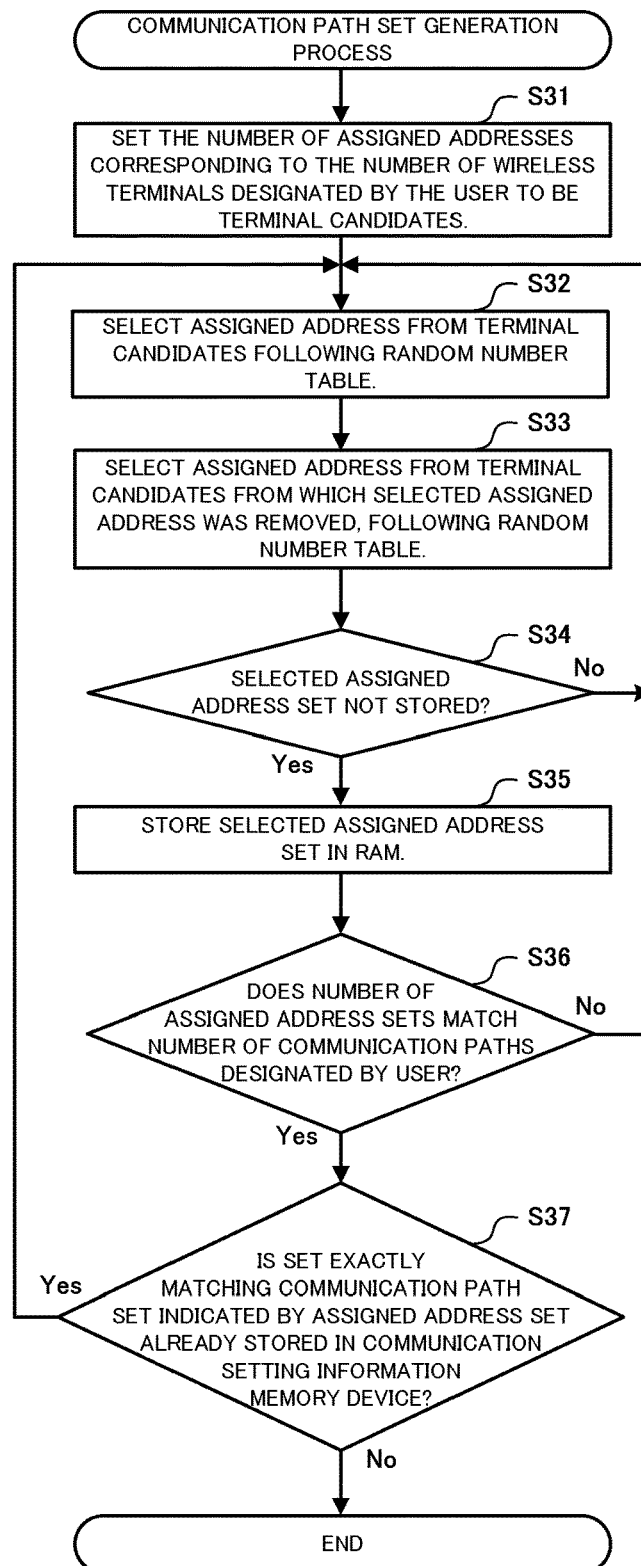 COMMUNICATION PATH SET GENERATION
PROCESS
S31
SET THE NUMBER OF ASSIGNED ADDRESSES
CORRESPONDING TO THE NUMBER OF WIRELESS
TERMINALS DESIGNATED BY THE USER TO BE
TERMINAL CANDIDATES.
S32
SELECT ASSIGNED ADDRESS FROM TERMINAL
CANDIDATES FOLLOWING RANDOM NUMBER
TABLE.
S33
SELECT ASSIGNED ADDRESS FROM TERMINAL
CANDIDATES FROM WHICH SELECTED ASSIGNED
ADDRESS WAS REMOVED, FOLLOWING RANDOM
NUMBER TABLE.
S34
No
SELECTED ASSIGNED
ADDRESS SET NOT STORED?
Yes
S35
STORE SELECTED ASSIGNED ADDRESS
SET IN RAM.
S36
No
DOES NUMBER OF
ASSIGNED ADDRESS SETS MATCH
NUMBER OF COMMUNICATION PATHS
DESIGNATED BY USER?
Yes
S37
Yes
IS SET EXACTLY
MATCHING COMMUNICATION PATH
SET INDICATED BY ASSIGNED ADDRESS SET
ALREADY STORED IN COMMUNICATION
SETTING INFORMATION
MEMORY DEVICE?
No
END